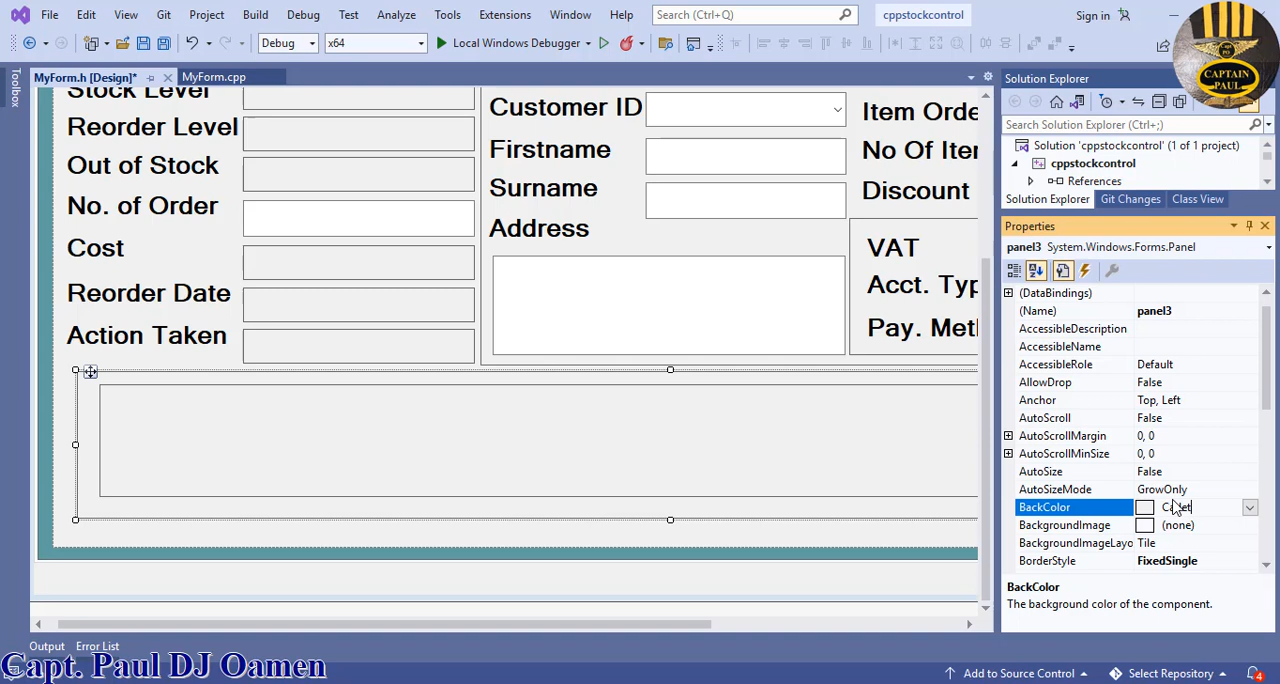 File Edit View Git Project Build Debug Test Analyze Tools Extensions Window Help Search (Ctrl+Q) cppstockcontrol Sign in
Debug x64 Local Windows Debugger
CAPTAIN PAUL
Toolbox
MyForm.h [Design]* MyForm.cpp
Stock Level
Reorder Level
Out of Stock
No. of Order
Cost
Reorder Date
Action Taken
Customer ID
Firstname
Surname
Address
Item Orde
No Of Iter
Discount
VAT
Acct. Typ
Pay. Meth
Solution Explorer
Search Solution Explorer (Ctrl+;)
Solution 'cppstockcontrol' (1 of 1 project)
cppstockcontrol
References
Solution Explorer Git Changes Class View
Properties
panel3 System.Windows.Forms.Panel
(DataBindings)
(Name) panel3
AccessibleDescription
AccessibleName
AccessibleRole Default
AllowDrop False
Anchor Top, Left
AutoScroll False
AutoScrollMargin 0, 0
AutoScrollMinSize 0, 0
AutoSize False
AutoSizeMode GrowOnly
BackColor
BackgroundImage (none)
BackgroundImageLayo Tile
BorderStyle FixedSingle
BackColor
The background color of the component.
Output Error List
Capt. Paul DJ Oamen
Add to Source Control Select Repository 4